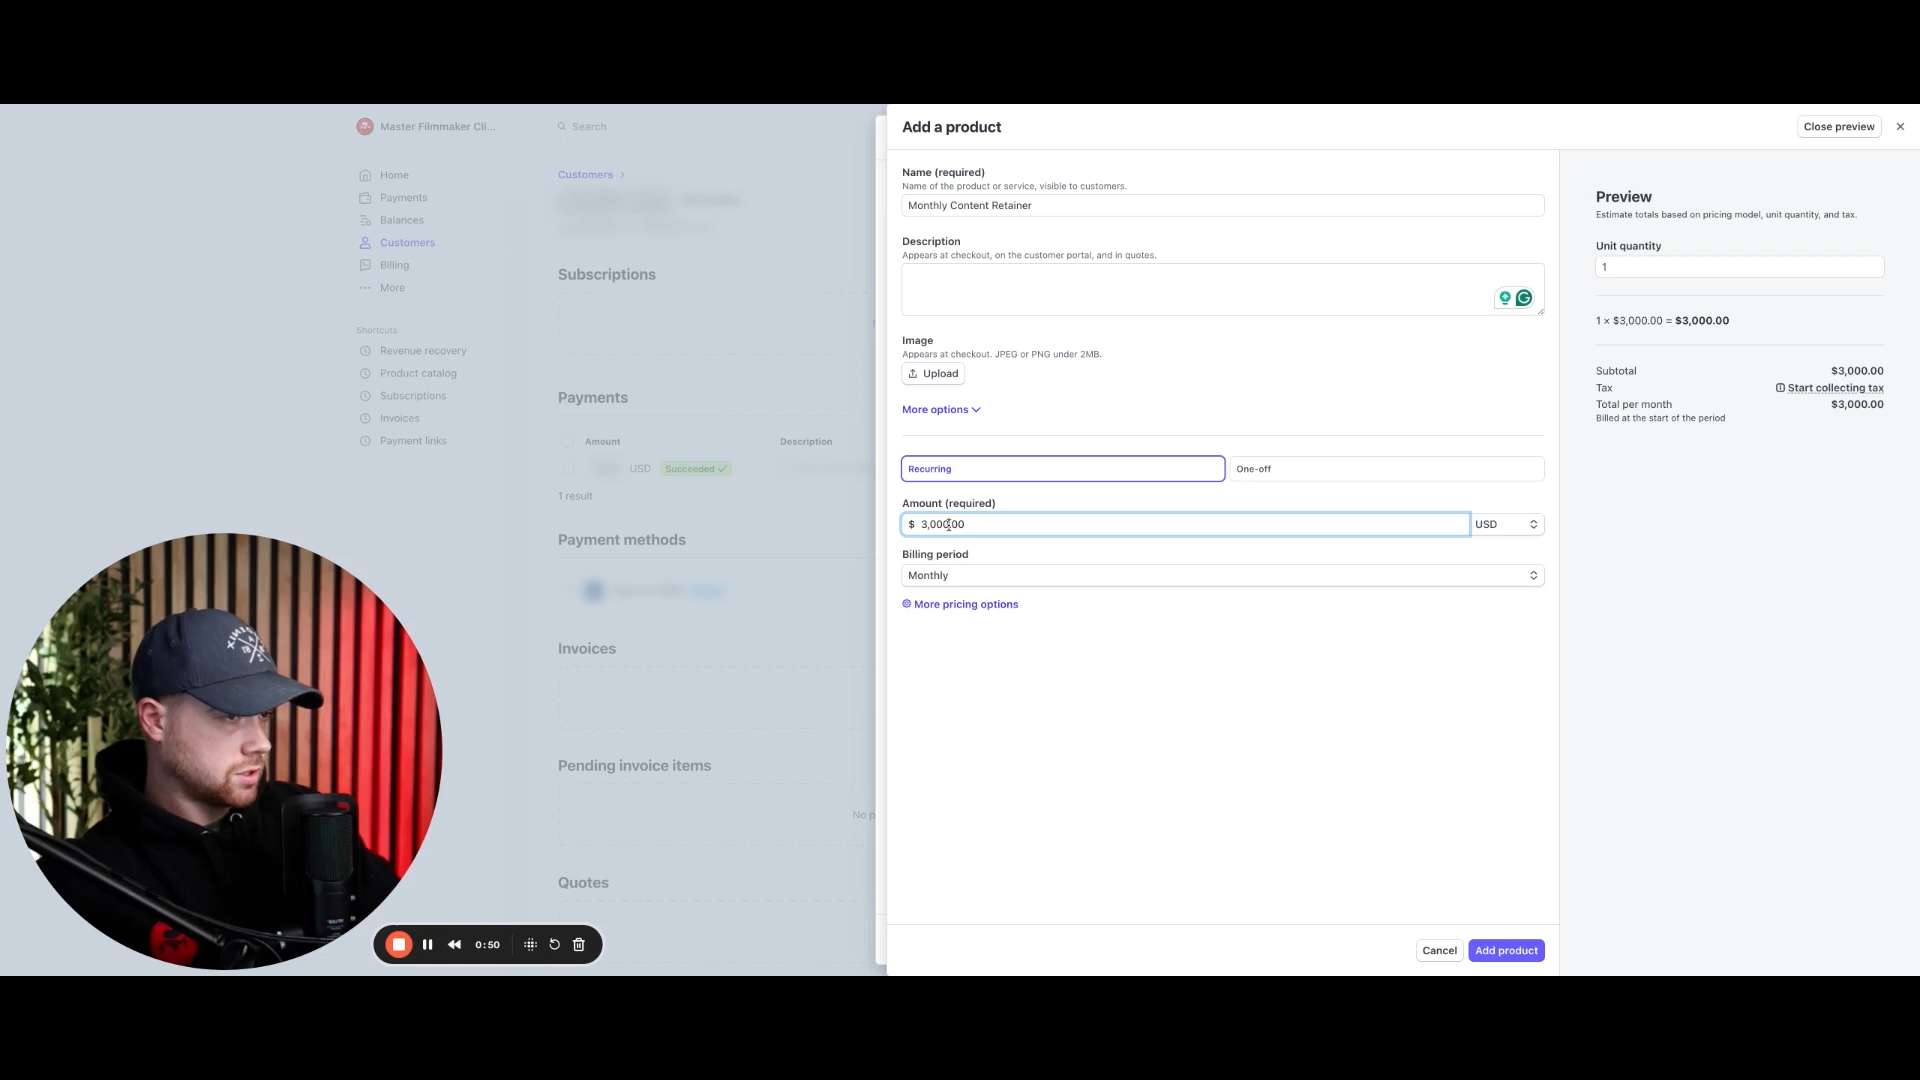 Master Filmmaker Cli...
Search
Home
Payments
Balances
Customers
Billing
More
Shortcuts
Revenue recovery
Product catalog
Subscriptions
Invoices
Payment links
Customers
Subscriptions
Payments
Amount
Description
USD
Succeeded
1 result
Payment methods
Invoices
Pending invoice items
No p
Quotes
0:50
Add a product
Close preview
Name (required)
Name of the product or service, visible to customers.
Monthly Content Retainer
Description
Appears at checkout, on the customer portal, and in quotes.
Image
Appears at checkout. JPEG or PNG under 2MB.
Upload
More options
Recurring
One-off
Amount (required)
$ 3,000.00
USD
Billing period
Monthly
More pricing options
Cancel
Add product
Preview
Estimate totals based on pricing model, unit quantity, and tax.
Unit quantity
1
1 × $3,000.00 = $3,000.00
Subtotal
$3,000.00
Tax
Start collecting tax
Total per month
$3,000.00
Billed at the start of the period